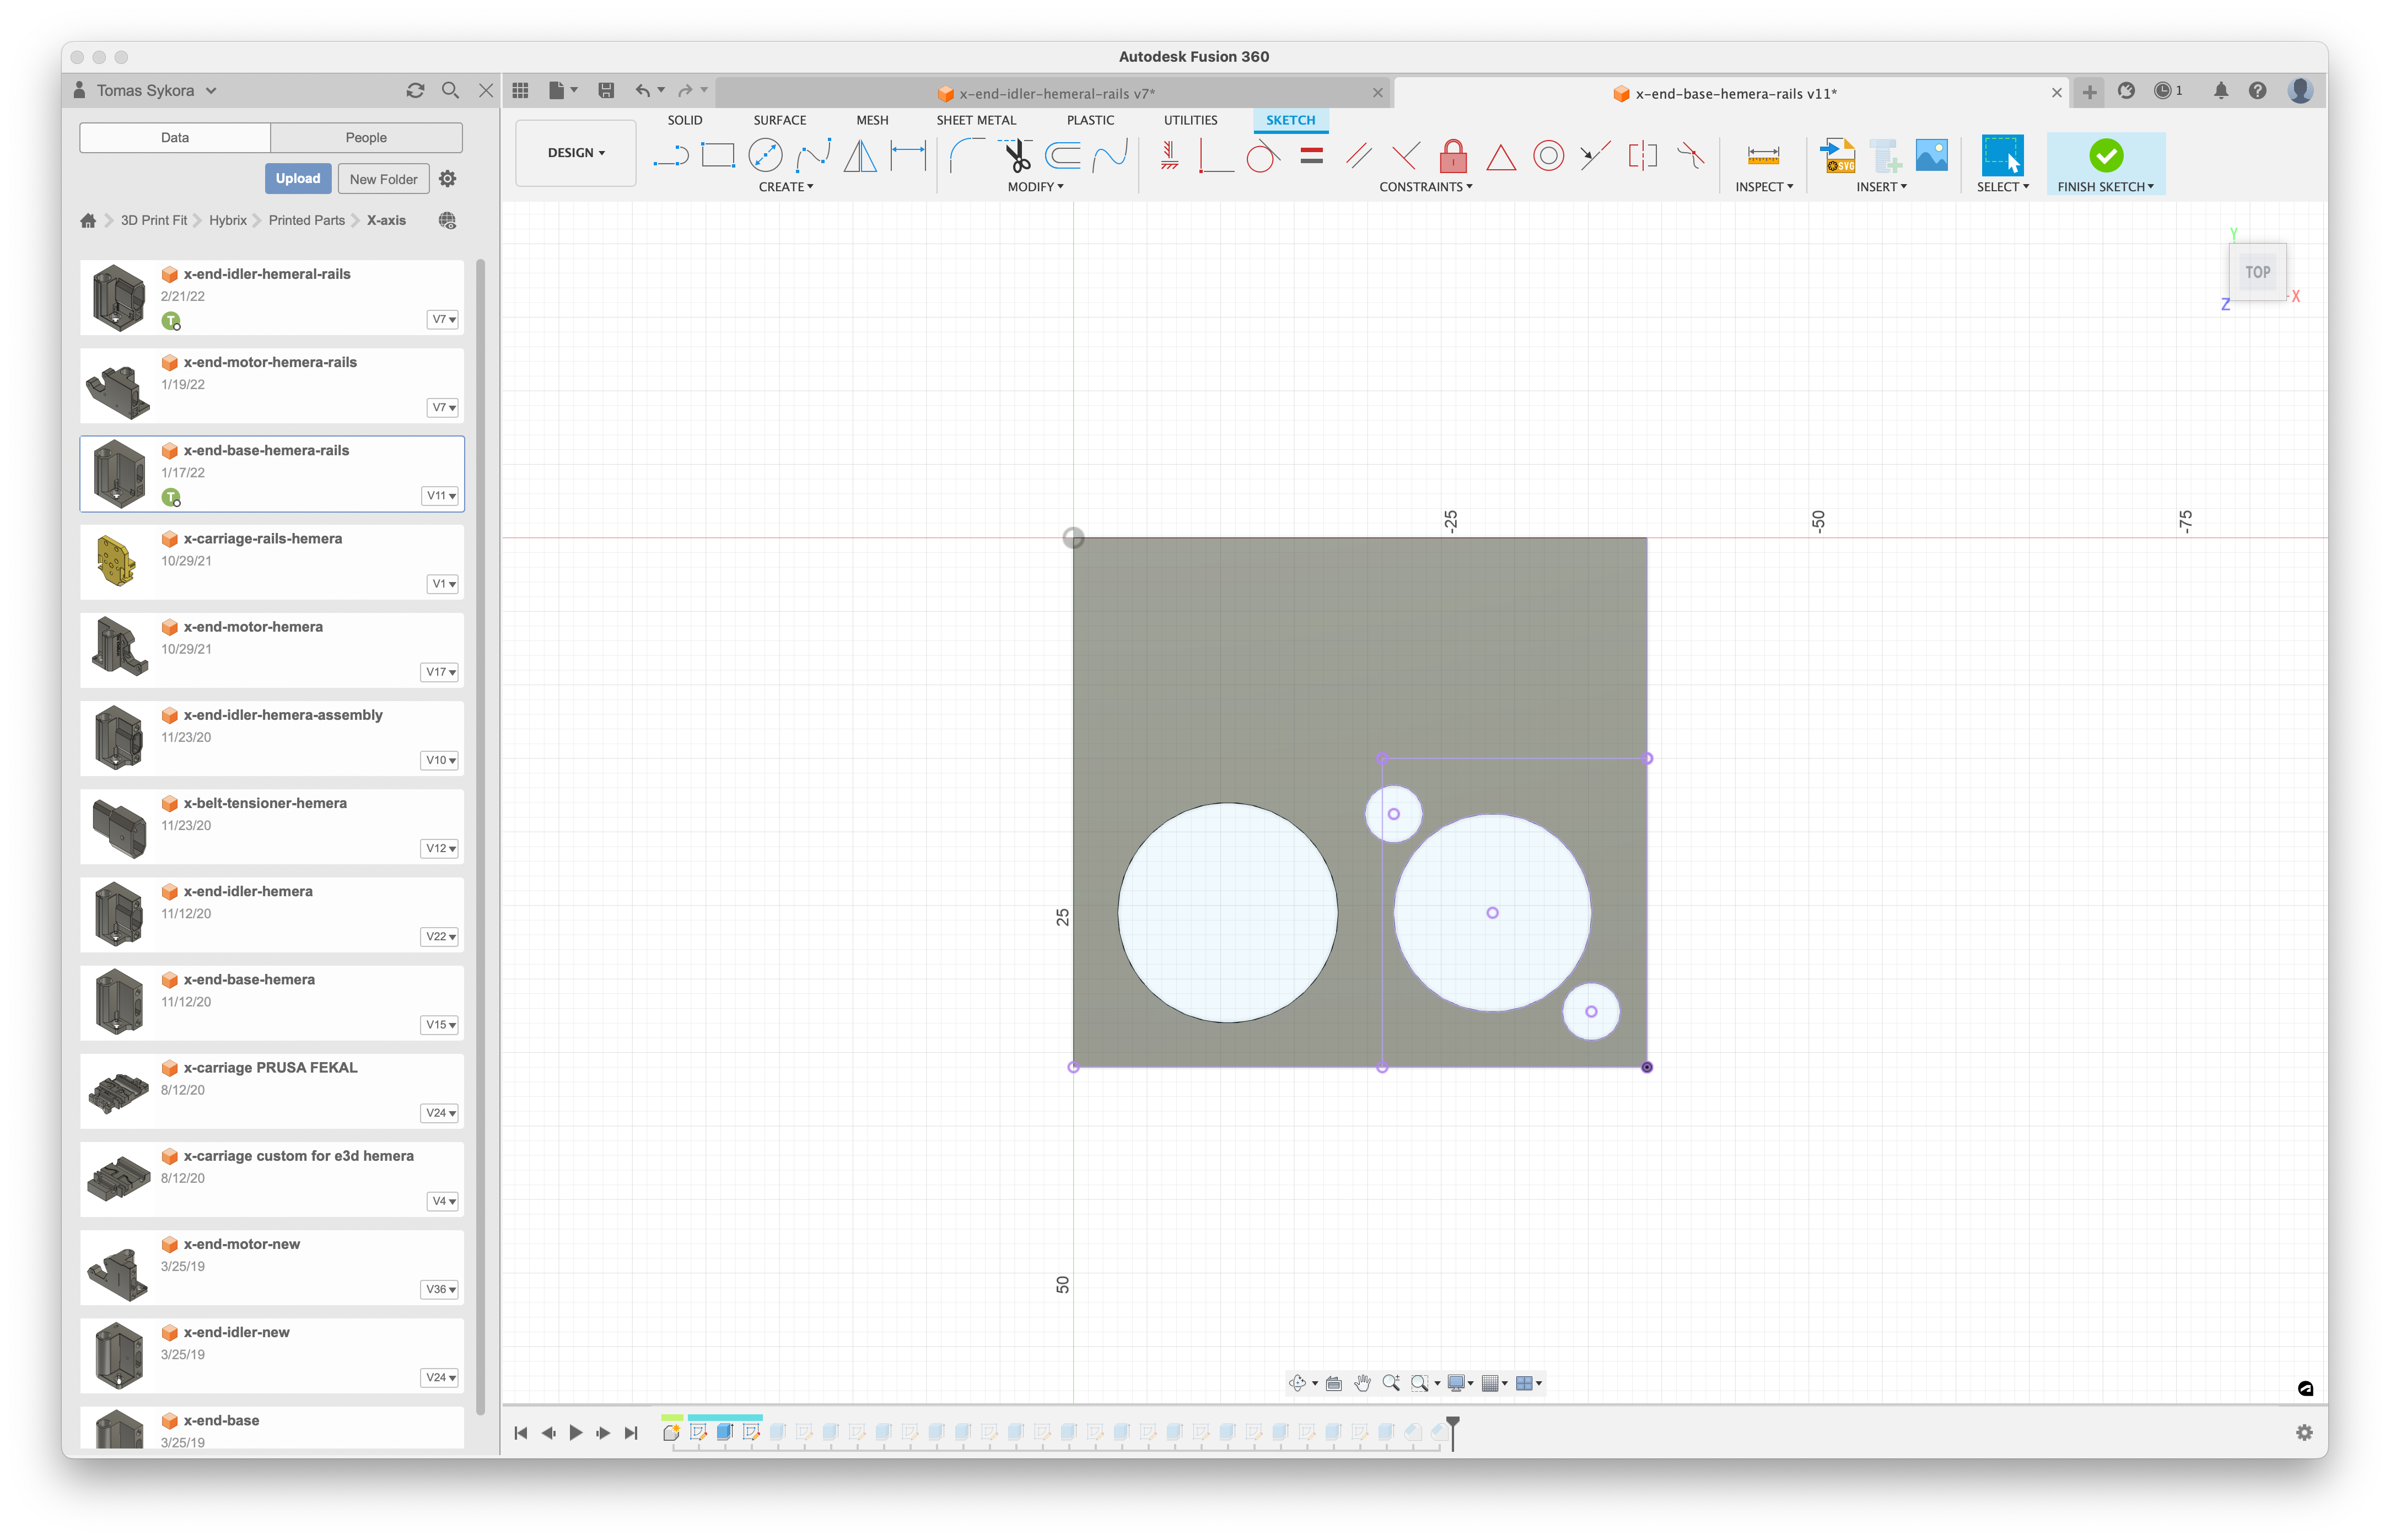 Autodesk Fusion 360
Tomas Sykora
x-end-idler-hemeral-rails v7*
x-end-base-hemera-rails v11*
1
Data
People
Upload
New Folder
3D Print Fit
Hybrix
Printed Parts
X-axis
DESIGN
SOLID
SURFACE
MESH
SHEET METAL
PLASTIC
UTILITIES
SKETCH
CREATE
MODIFY
CONSTRAINTS
INSPECT
SVG
INSERT
SELECT
FINISH SKETCH
x-end-idler-hemeral-rails
2/21/22
T
V7
x-end-motor-hemera-rails
1/19/22
V7
x-end-base-hemera-rails
1/17/22
T
V11
x-carriage-rails-hemera
10/29/21
V1
x-end-motor-hemera
10/29/21
V17
x-end-idler-hemera-assembly
11/23/20
V10
x-belt-tensioner-hemera
11/23/20
V12
x-end-idler-hemera
11/12/20
V22
x-end-base-hemera
11/12/20
V15
x-carriage PRUSA FEKAL
8/12/20
V24
x-carriage custom for e3d hemera
8/12/20
V4
x-end-motor-new
3/25/19
V36
x-end-idler-new
3/25/19
V24
x-end-base
3/25/19
Y
TOP
X
Z
-25
-50
-75
25
50